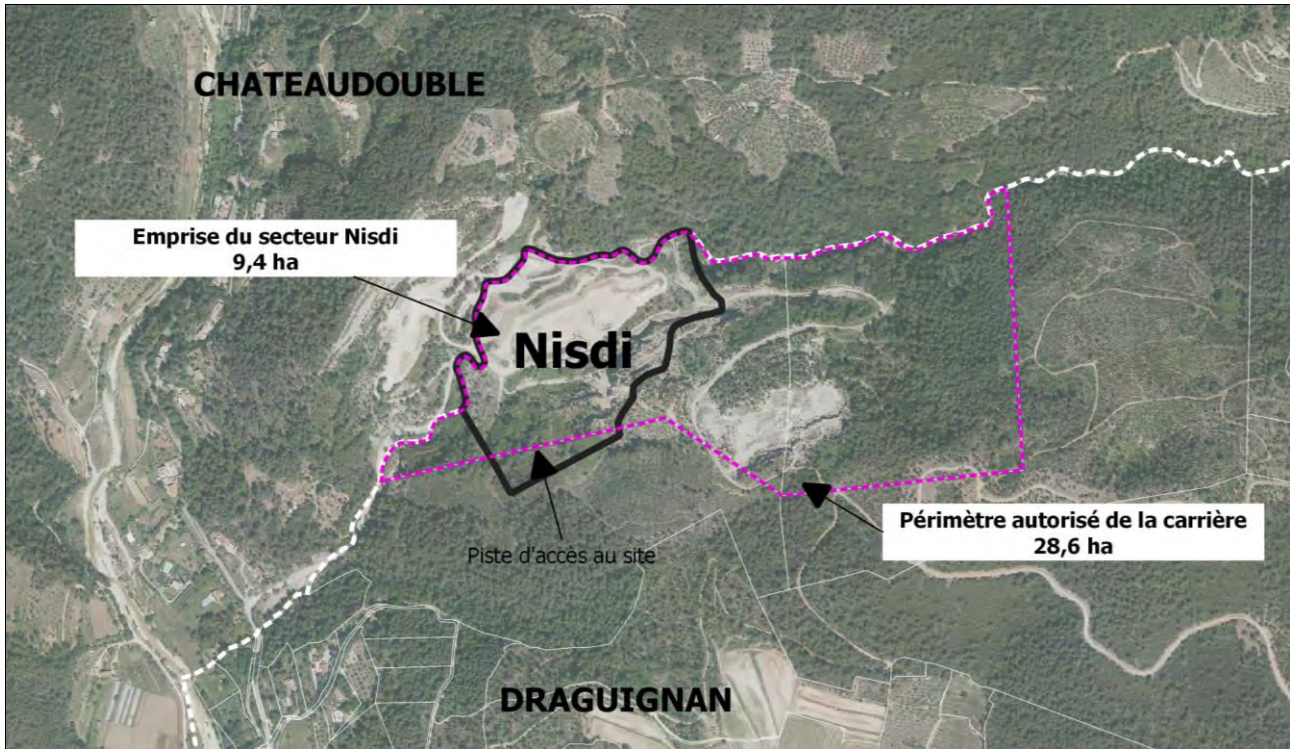 CHATEAUDOUBLE
Emprise du secteur Nisdi
9,4 ha
Nisdi
Périmètre autorisé de la carrière
28,6 ha
Piste d'accès au site
DRAGUIGNAN